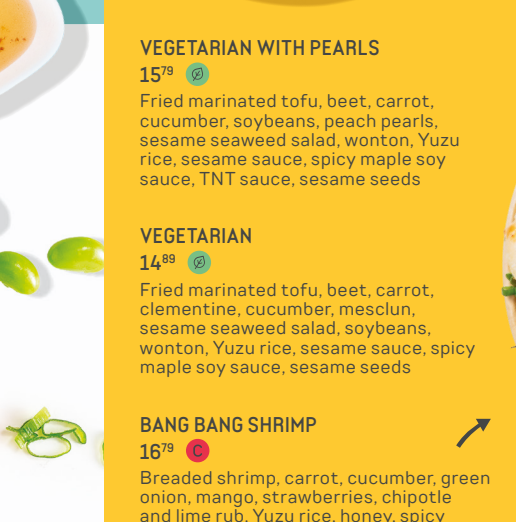 VEGETARIAN WITH PEARLS
15⁷⁹
Fried marinated tofu, beet, carrot,
cucumber, soybeans, peach pearls,
sesame seaweed salad, wonton, Yuzu
rice, sesame sauce, spicy maple soy
sauce, TNT sauce, sesame seeds
VEGETARIAN
14⁸⁹
Fried marinated tofu, beet, carrot,
clementine, cucumber, mesclun,
sesame seaweed salad, soybeans,
wonton, Yuzu rice, sesame sauce, spicy
maple soy sauce, sesame seeds
BANG BANG SHRIMP
16⁷⁹ C
Breaded shrimp, carrot, cucumber, green
onion, mango, strawberries, chipotle
and lime rub, Yuzu rice, honey, spicy